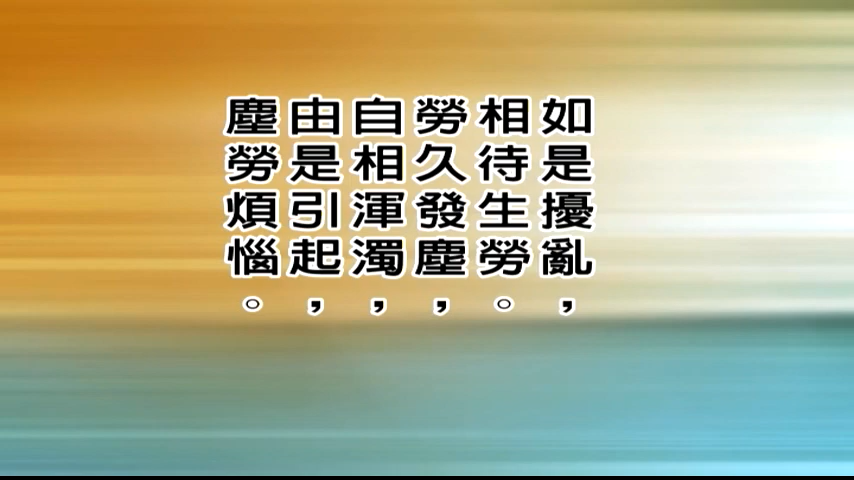 如是擾亂，
相待生勞。
勞久發塵，
自相渾濁，
由是引起，
塵勞煩惱。